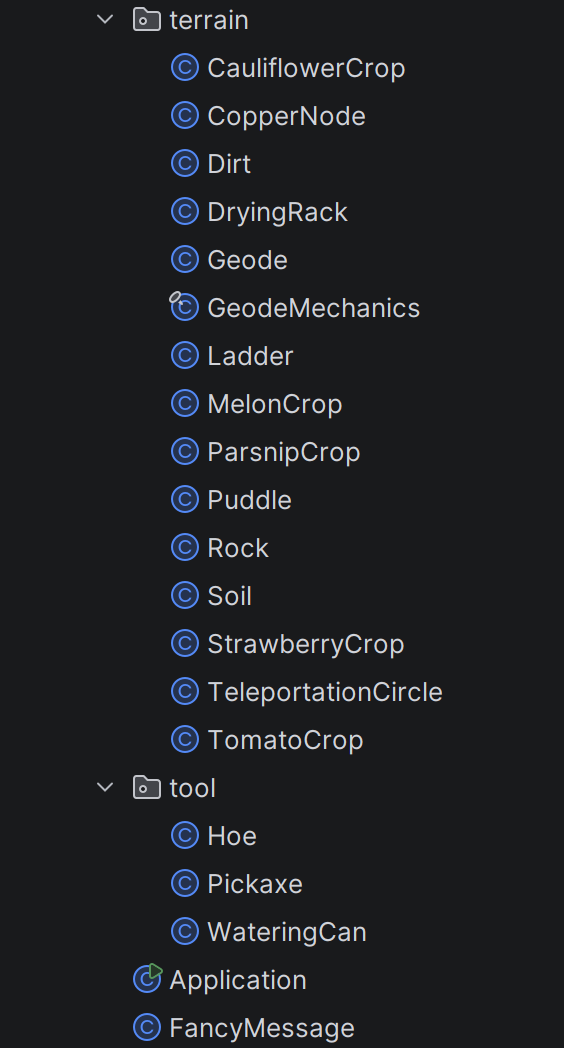 terrain
CauliflowerCrop
CopperNode
Dirt
DryingRack
Geode
GeodeMechanics
Ladder
MelonCrop
ParsnipCrop
Puddle
Rock
Soil
StrawberryCrop
TeleportationCircle
TomatoCrop
tool
Hoe
Pickaxe
WateringCan
Application
FancyMessage